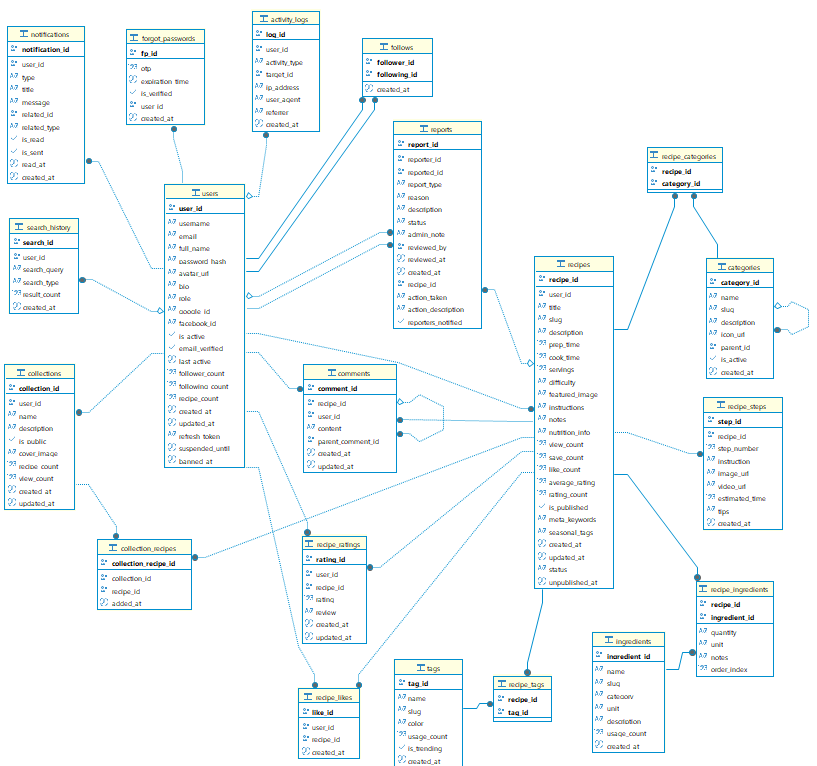 notifications
notification_id
user_id
type
title
message
related_id
related_type
is_read
is_sent
read_at
created_at
forgot_passwords
fp_id
otp
expiration_time
is_verified
user_id
created_at
activity_logs
log_id
user_id
activity_type
target_id
ip_address
user_agent
referrer
created_at
follows
follower_id
following_id
created_at
reports
report_id
reporter_id
reported_id
report_type
reason
description
status
admin_note
reviewed_by
reviewed_at
created_at
recipe_id
action_taken
action_description
reporters_notified
recipe_categories
recipe_id
category_id
users
user_id
username
email
full_name
password_hash
avatar_url
bio
role
google_id
facebook_id
is_active
email_verified
last_active
follower_count
following_count
recipe_count
created_at
updated_at
refresh_token
suspended_until
banned_at
search_history
search_id
user_id
search_query
search_type
result_count
created_at
recipes
recipe_id
user_id
title
slug
description
prep_time
cook_time
servings
difficulty
featured_image
instructions
notes
nutrition_info
view_count
save_count
like_count
average_rating
rating_count
is_published
meta_keywords
seasonal_tags
created_at
updated_at
status
unpublished_at
categories
category_id
name
slug
description
icon_url
parent_id
is_active
created_at
collections
collection_id
user_id
name
description
is_public
cover_image
recipe_count
view_count
created_at
updated_at
comments
comment_id
recipe_id
user_id
content
parent_comment_id
created_at
updated_at
recipe_steps
step_id
recipe_id
step_number
instruction
image_url
video_url
estimated_time
tips
created_at
collection_recipes
collection_recipe_id
collection_id
recipe_id
added_at
recipe_ratings
rating_id
user_id
recipe_id
rating
review
created_at
updated_at
recipe_ingredients
recipe_id
ingredient_id
quantity
unit
notes
order_index
ingredients
ingredient_id
name
slug
category
unit
description
usage_count
created_at
tags
tag_id
name
slug
color
usage_count
is_trending
created_at
recipe_tags
recipe_id
tag_id
recipe_likes
like_id
user_id
recipe_id
created_at